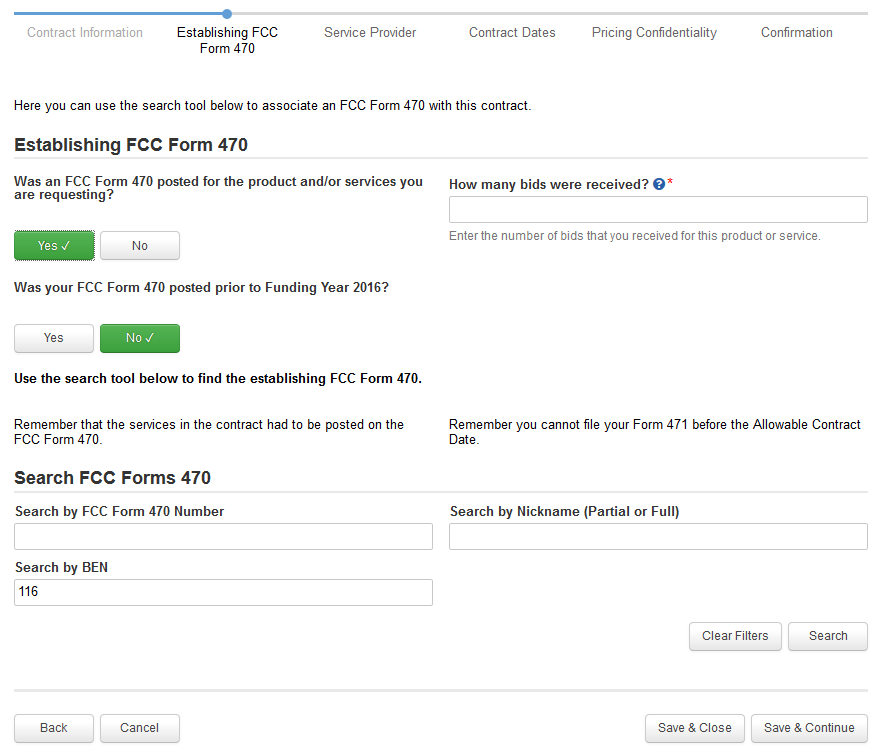 Contract Information
Establishing FCC
Form 470
Service Provider
Contract Dates
Pricing Confidentiality
Confirmation
Here you can use the search tool below to associate an FCC Form 470 with this contract.
Establishing FCC Form 470
Was an FCC Form 470 posted for the product and/or services you
are requesting?
Yes ✓
No
How many bids were received? ? *
Enter the number of bids that you received for this product or service.
Was your FCC Form 470 posted prior to Funding Year 2016?
Yes
No ✓
Use the search tool below to find the establishing FCC Form 470.
Remember that the services in the contract had to be posted on the
FCC Form 470.
Remember you cannot file your Form 471 before the Allowable Contract
Date.
Search FCC Forms 470
Search by FCC Form 470 Number
Search by Nickname (Partial or Full)
Search by BEN
116
Clear Filters
Search
Back
Cancel
Save & Close
Save & Continue